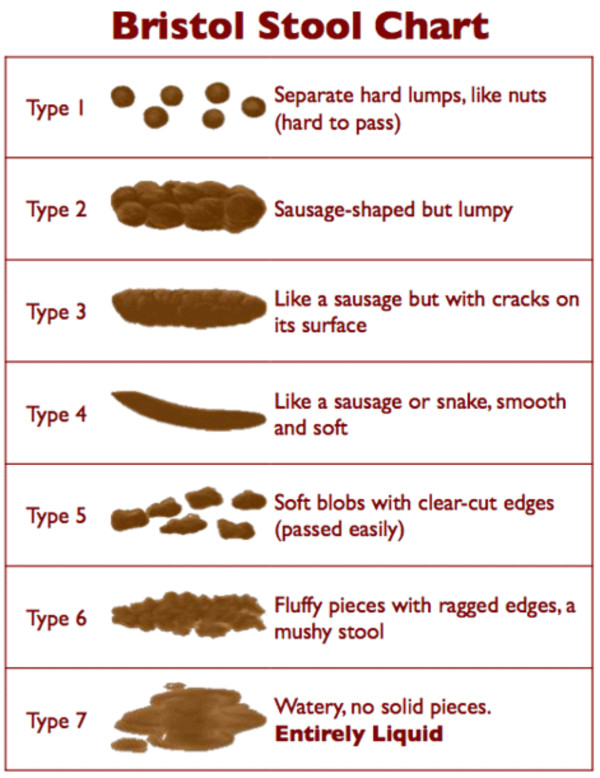 Bristol Stool Chart
Type 1
Separate hard lumps, like nuts
(hard to pass)
Type 2
Sausage-shaped but lumpy
Type 3
Like a sausage but with cracks on
its surface
Type 4
Like a sausage or snake, smooth
and soft
Type 5
Soft blobs with clear-cut edges
(passed easily)
Type 6
Fluffy pieces with ragged edges, a
mushy stool
Type 7
Watery, no solid pieces.
Entirely Liquid